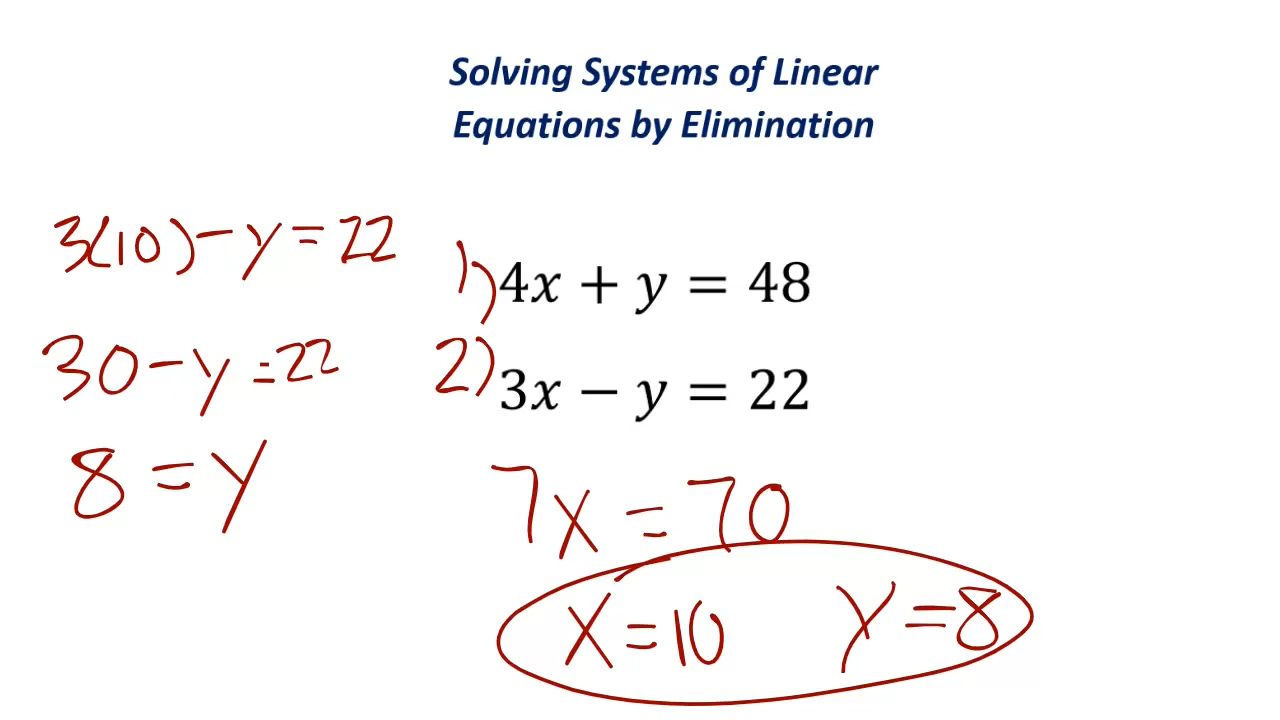 Solving Systems of Linear
Equations by Elimination
3(10) - y = 22
30 - y = 22
8 = y
1) 4x + y = 48
2) 3x − y = 22
7x = 70
x = 10 y = 8